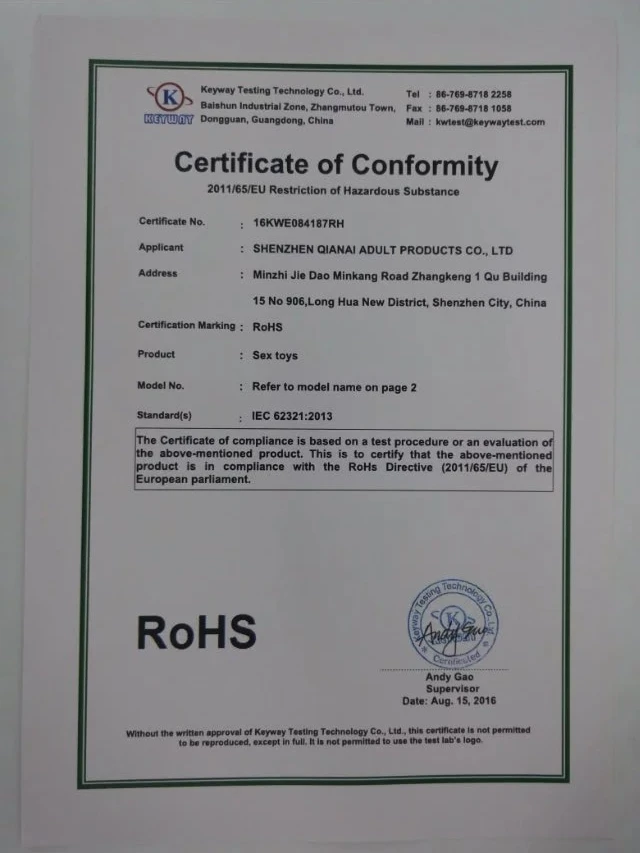 Keyway Testing Technology Co., Ltd.
Baishun Industrial Zone, Zhangmutou Town,
Dongguan, Guangdong, China
Tel : 86-769-8718 2258
Fax : 86-769-8718 1058
Mail : kwtest@keywaytest.com
K
KEYWAY
Certificate of Conformity
2011/65/EU Restriction of Hazardous Substance
Certificate No. : 16KWE084187RH
Applicant : SHENZHEN QIANAI ADULT PRODUCTS CO., LTD
Address : Minzhi Jie Dao Minkang Road Zhangkeng 1 Qu Building
15 No 906,Long Hua New District, Shenzhen City, China
Certification Marking : RoHS
Product : Sex toys
Model No. : Refer to model name on page 2
Standard(s) : IEC 62321:2013
The Certificate of compliance is based on a test procedure or an evaluation of
the above-mentioned product. This is to certify that the above-mentioned
product is in compliance with the RoHs Directive (2011/65/EU) of the
European parliament.
RoHS
Keyway Testing Technology Co., Ltd.
K
Andy Gao
Certificated
Andy Gao
Supervisor
Date: Aug. 15, 2016
Without the written approval of Keyway Testing Technology Co., Ltd., this certificate is not permitted
to be reproduced, except in full. It is not permitted to use the test lab's logo.